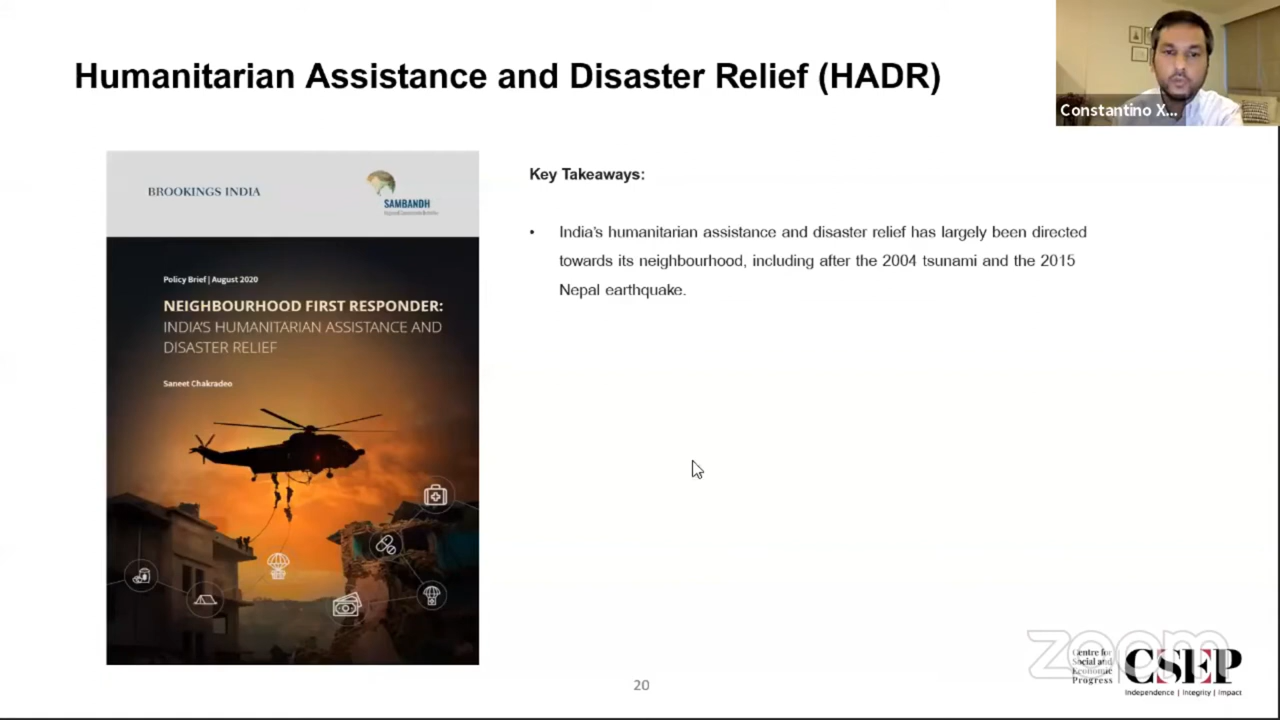 Humanitarian Assistance and Disaster Relief (HADR)
Constantino X...
BROOKINGS INDIA
SAMBANDH
Policy Brief | August 2020
NEIGHBOURHOOD FIRST RESPONDER:
INDIA'S HUMANITARIAN ASSISTANCE AND
DISASTER RELIEF
Saneet Chakradeo
Key Takeaways:
• India's humanitarian assistance and disaster relief has largely been directed
towards its neighbourhood, including after the 2004 tsunami and the 2015
Nepal earthquake.
20
zoom
Centre for
Social and
Economic
Progress
CSEP
Independence | Integrity | Impact